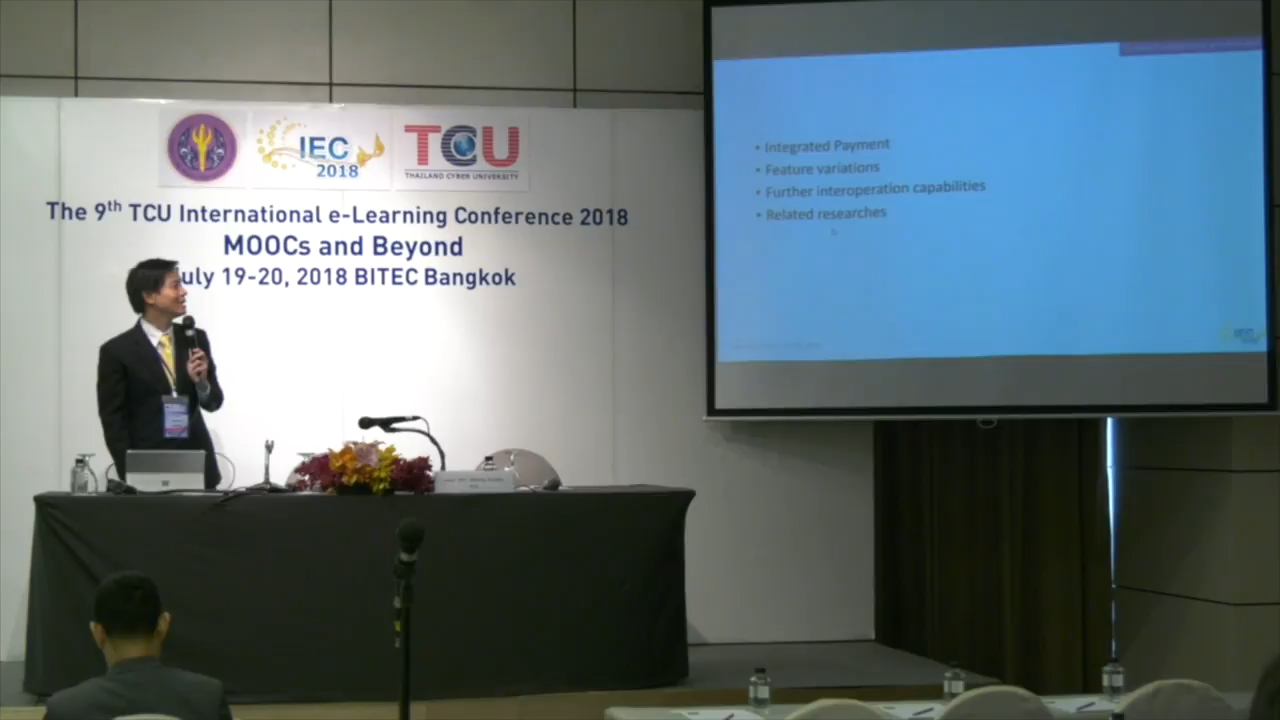 IEC
2018
TCU
THAILAND CYBER UNIVERSITY
The 9th TCU International e-Learning Conference 2018
MOOCs and Beyond
uly 19-20, 2018 BITEC Bangkok
• Integrated Payment
• Feature variations
• Further interoperation capabilities
• Related researches